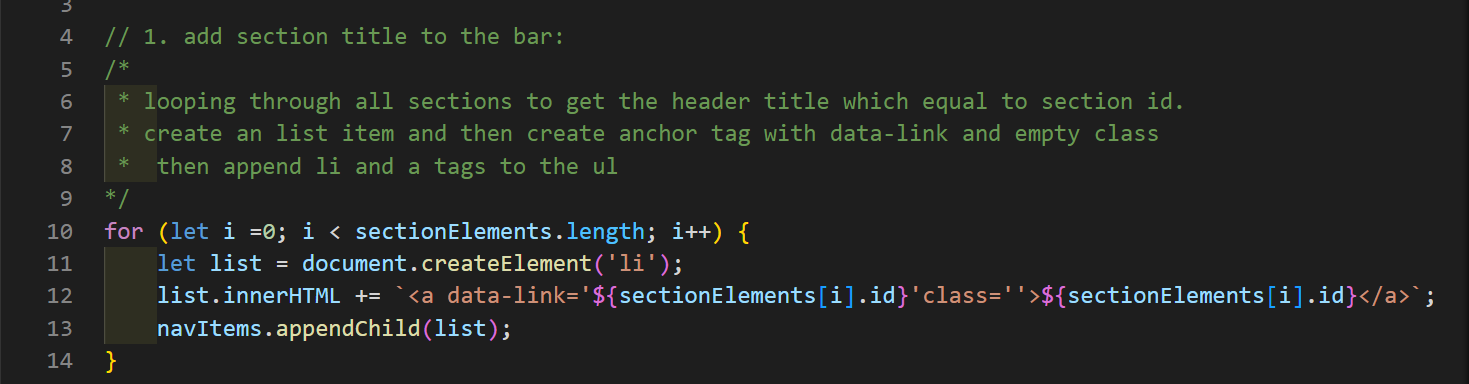 3
4 // 1. add section title to the bar:
5 /*
6 * looping through all sections to get the header title which equal to section id.
7 * create an list item and then create anchor tag with data-link and empty class
8 *  then append li and a tags to the ul
9 */
10 for (let i =0; i < sectionElements.length; i++) {
11 let list = document.createElement('li');
12 list.innerHTML += `<a data-link='${sectionElements[i].id}'class=''>${sectionElements[i].id}</a>`;
13 navItems.appendChild(list);
14 }